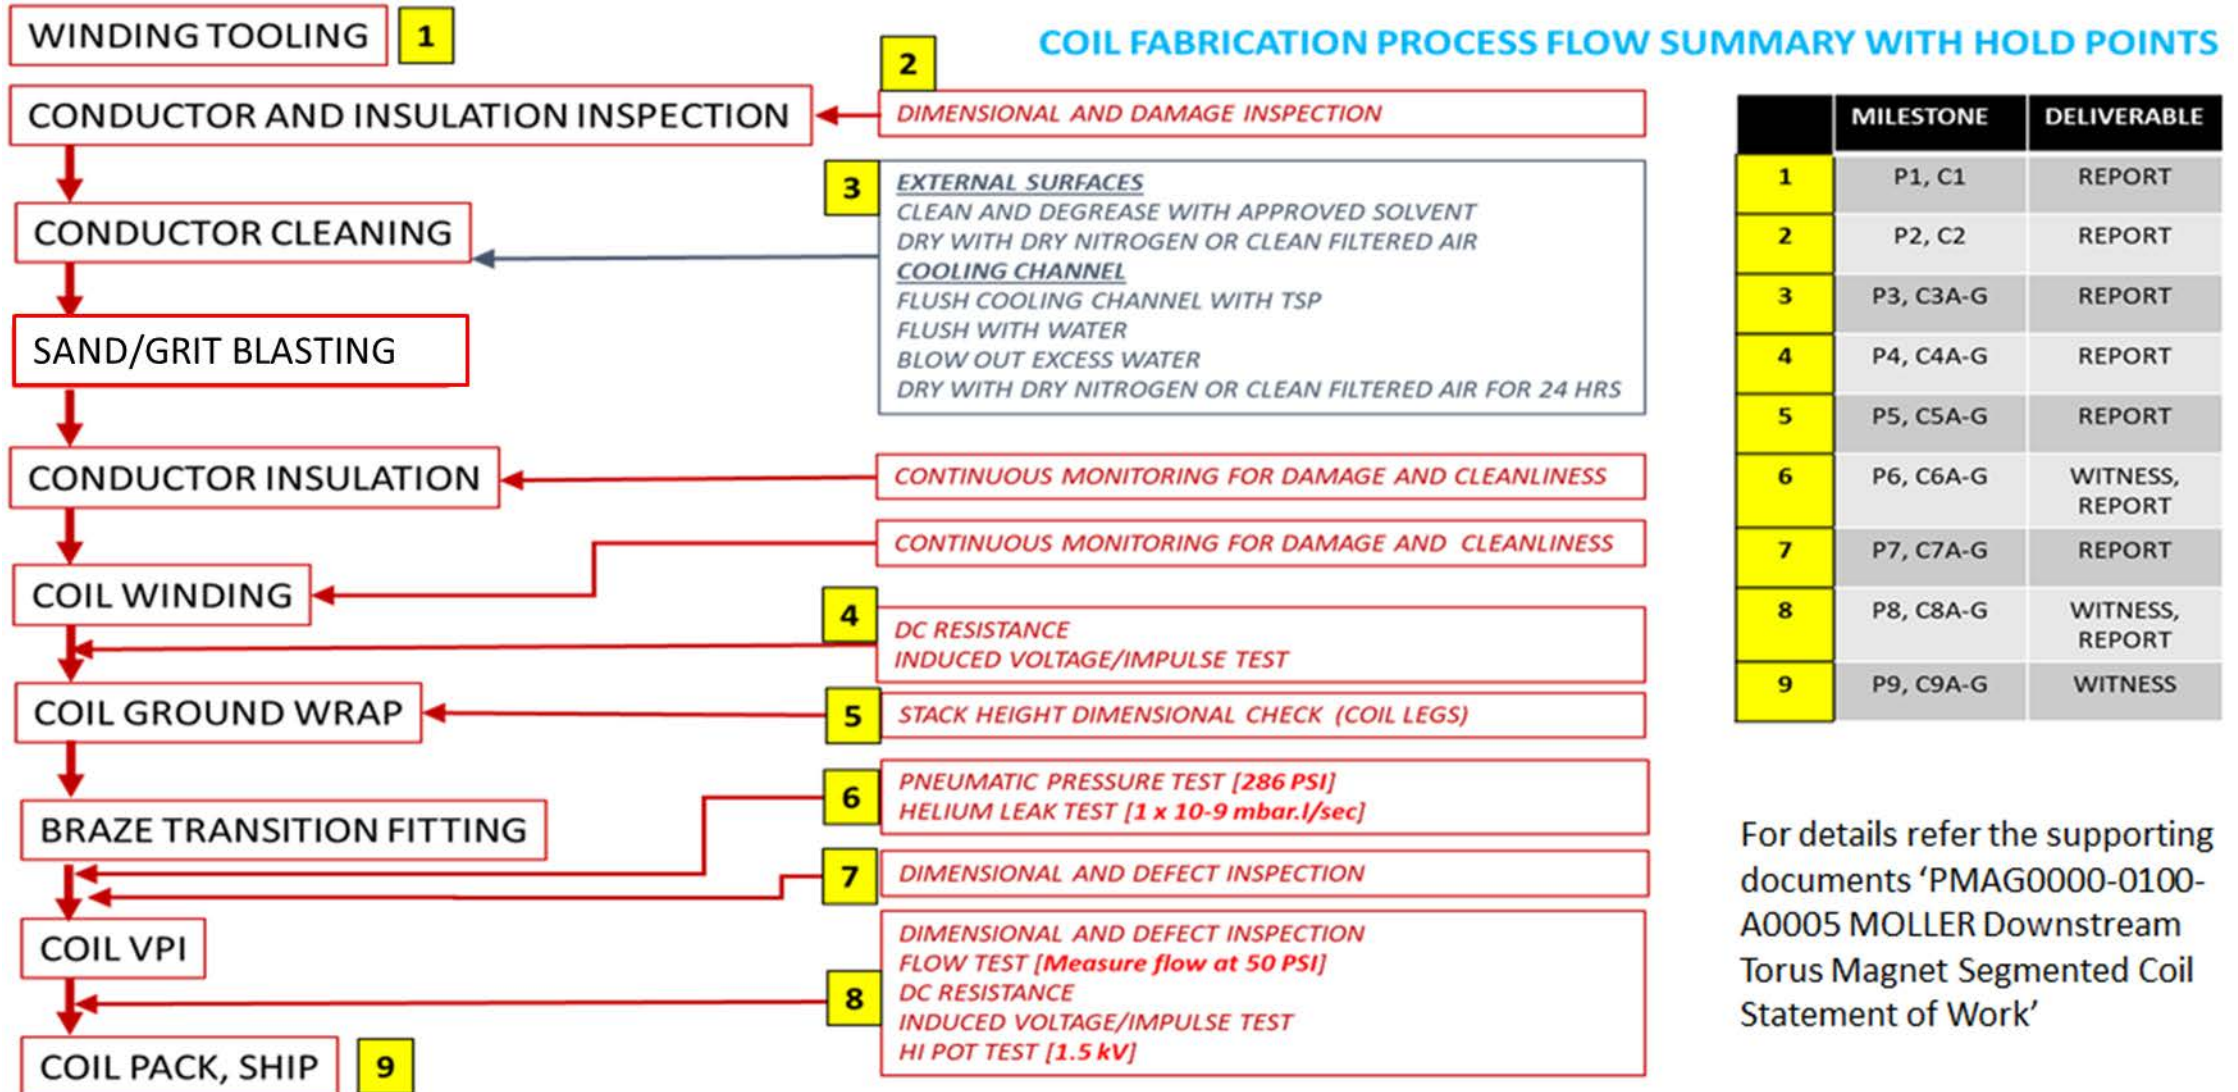 COIL FABRICATION PROCESS FLOW SUMMARY WITH HOLD POINTS
WINDING TOOLING
1
CONDUCTOR AND INSULATION INSPECTION
2
DIMENSIONAL AND DAMAGE INSPECTION
CONDUCTOR CLEANING
3
EXTERNAL SURFACES
CLEAN AND DEGREASE WITH APPROVED SOLVENT
DRY WITH DRY NITROGEN OR CLEAN FILTERED AIR
COOLING CHANNEL
FLUSH COOLING CHANNEL WITH TSP
FLUSH WITH WATER
BLOW OUT EXCESS WATER
DRY WITH DRY NITROGEN OR CLEAN FILTERED AIR FOR 24 HRS
SAND/GRIT BLASTING
CONDUCTOR INSULATION
CONTINUOUS MONITORING FOR DAMAGE AND CLEANLINESS
COIL WINDING
CONTINUOUS MONITORING FOR DAMAGE AND CLEANLINESS
4
DC RESISTANCE
INDUCED VOLTAGE/IMPULSE TEST
COIL GROUND WRAP
5
STACK HEIGHT DIMENSIONAL CHECK (COIL LEGS)
BRAZE TRANSITION FITTING
6
PNEUMATIC PRESSURE TEST [286 PSI]
HELIUM LEAK TEST [1 x 10-9 mbar.l/sec]
7
DIMENSIONAL AND DEFECT INSPECTION
COIL VPI
8
DIMENSIONAL AND DEFECT INSPECTION
FLOW TEST [Measure flow at 50 PSI]
DC RESISTANCE
INDUCED VOLTAGE/IMPULSE TEST
HI POT TEST [1.5 kV]
COIL PACK, SHIP
9
MILESTONE DELIVERABLE
1 P1, C1 REPORT
2 P2, C2 REPORT
3 P3, C3A-G REPORT
4 P4, C4A-G REPORT
5 P5, C5A-G REPORT
6 P6, C6A-G WITNESS,
REPORT
7 P7, C7A-G REPORT
8 P8, C8A-G WITNESS,
REPORT
9 P9, C9A-G WITNESS
For details refer the supporting
documents ‘PMAG0000-0100-
A0005 MOLLER Downstream
Torus Magnet Segmented Coil
Statement of Work’